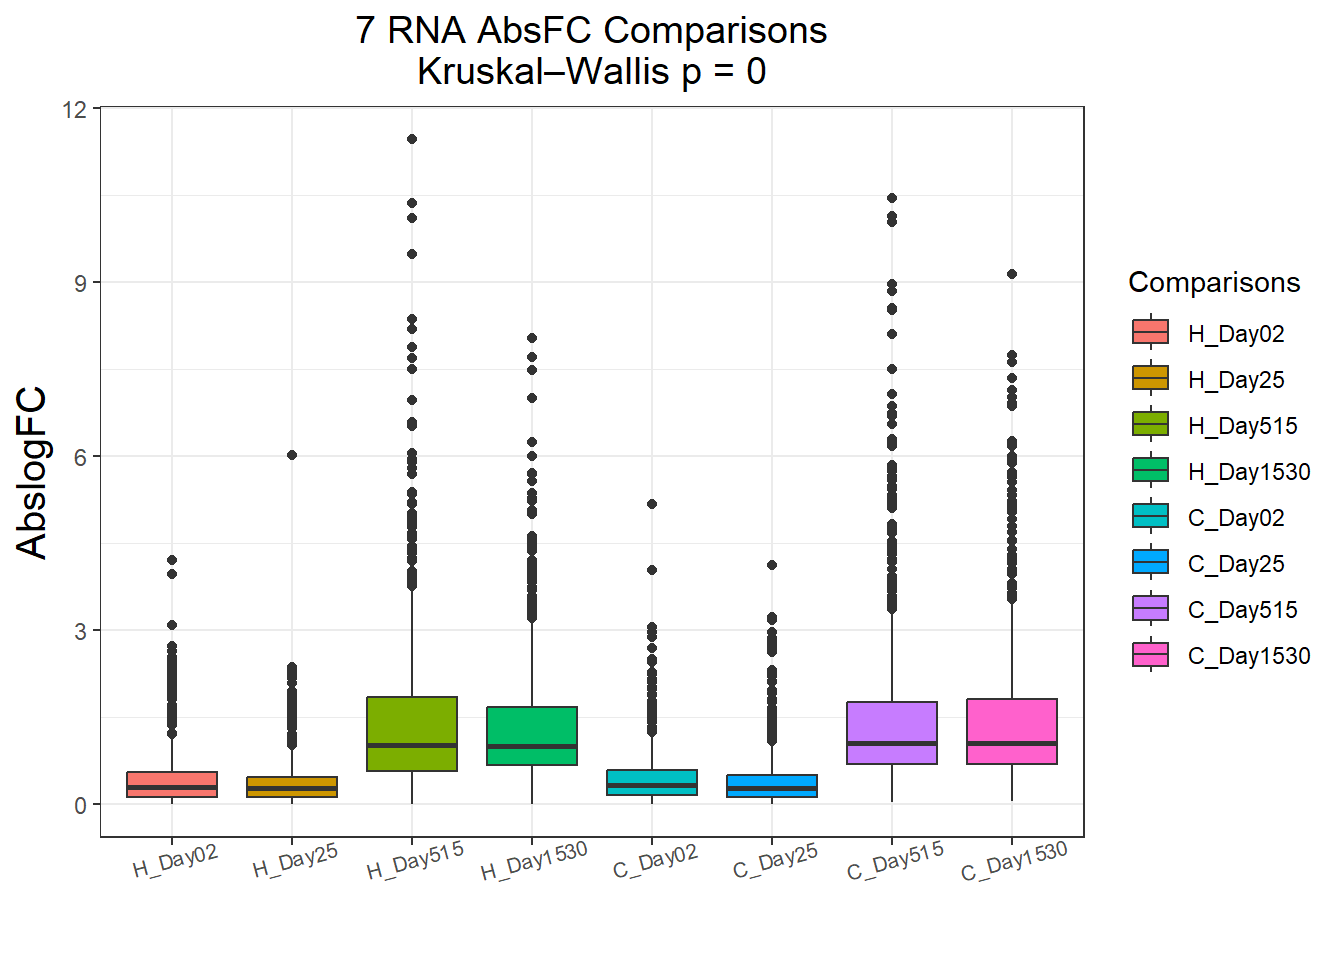 7 RNA AbsFC Comparisons
Kruskal–Wallis p = 0
AbslogFC
12
9
6
3
0
H_Day02
H_Day25
H_Day515
H_Day1530
C_Day02
C_Day25
C_Day515
C_Day1530
Comparisons
H_Day02
H_Day25
H_Day515
H_Day1530
C_Day02
C_Day25
C_Day515
C_Day1530